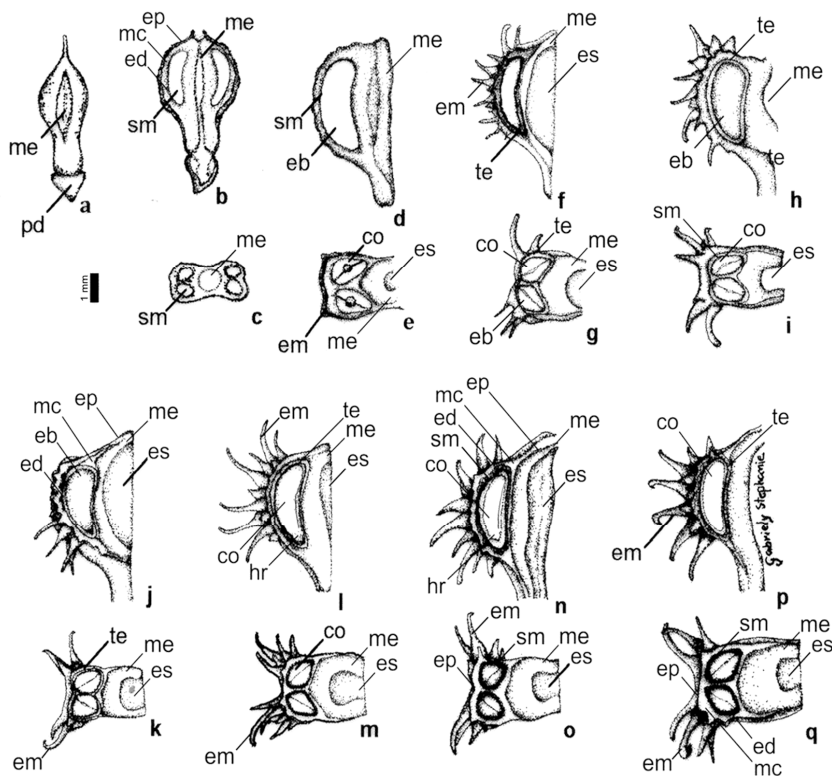 me
pd
a
ep
mc
ed
sm
me
b
me
sm
c
1 mm
me
sm
eb
d
co
es
em
me
e
me
es
em
te
f
te
co
me
es
eb
g
te
me
eb
te
h
sm
co
es
i
ep
mc
eb
ed
me
es
j
te
me
es
em
k
em
te
me
es
co
hr
l
co
me
es
em
m
ep
mc
ed
sm
co
me
es
hr
n
em
sm
me
ep
es
o
co
te
em
Gabriely Stephanie.
p
sm
me
es
ep
ed
em
mc
q